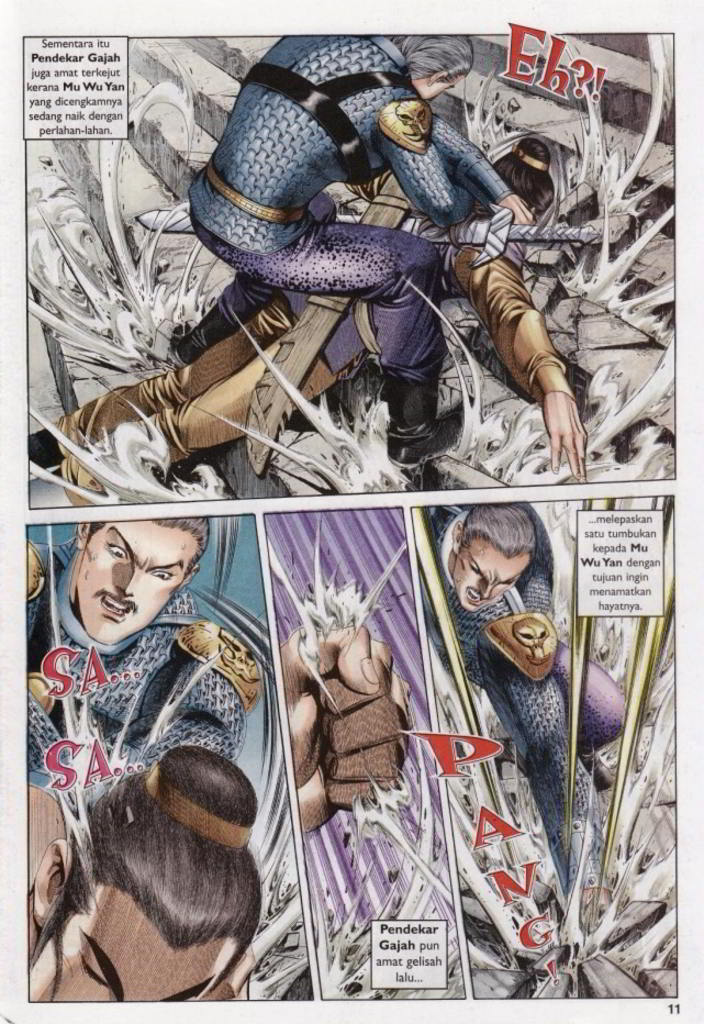 Sementara itu
Pendekar Gajah
juga amat terkejut
kerana Mu Wu Yan
yang dicengkamnya
sedang naik dengan
perlahan-lahan.
Eh?!
SA...
SA...
Pendekar
Gajah pun
amat gelisah
lalu...
...melepaskan
satu tumbukan
kepada Mu
Wu Yan dengan
tujuan ingin
menamatkan
hayatnya.
PANG!
11